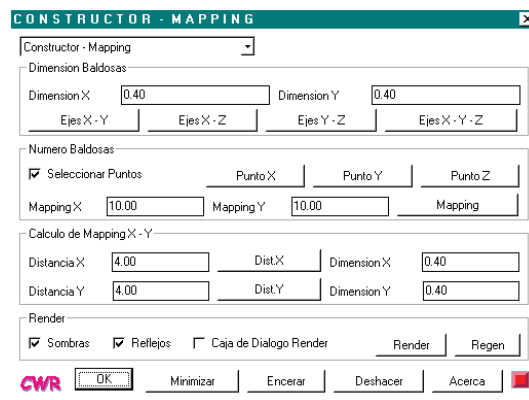 CONSTRUCTOR - MAPPING
Constructor - Mapping
Dimension Baldosas
Dimension X 0.40 Dimension Y 0.40
Ejes X - Y Ejes X - Z Ejes Y - Z Ejes X - Y - Z
Numero Baldosas
Seleccionar Puntos Punto X Punto Y Punto Z
Mapping X 10.00 Mapping Y 10.00 Mapping
Calculo de Mapping X - Y
Distancia X 4.00 Dist.X Dimension X 0.40
Distancia Y 4.00 Dist.Y Dimension Y 0.40
Render
Sombras Reflejos Caja de Dialogo Render Render Regen
CWR OK Minimizar Encerar Deshacer Acerca